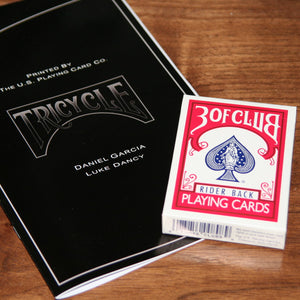 Printed By
The U.S. Playing Card Co.
TRICYCLE
Daniel Garcia
Luke Dancy
3 OF CLUB
RIDER BACK
PLAYING CARDS